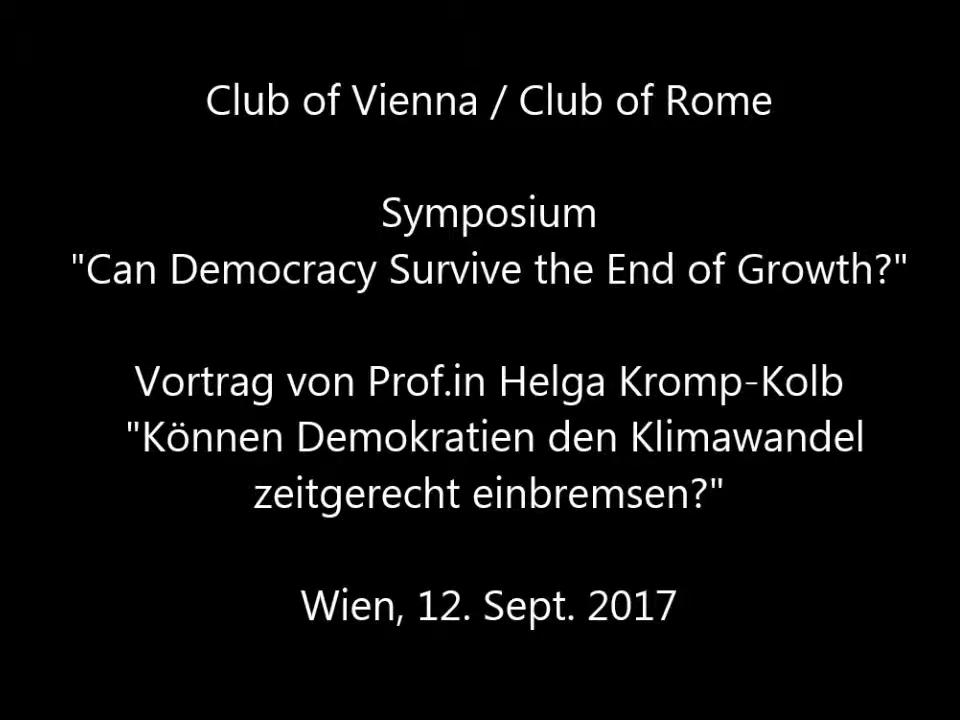 Club of Vienna / Club of Rome
Symposium
"Can Democracy Survive the End of Growth?"
Vortrag von Prof.in Helga Kromp-Kolb
"Können Demokratien den Klimawandel
zeitgerecht einbremsen?"
Wien, 12. Sept. 2017